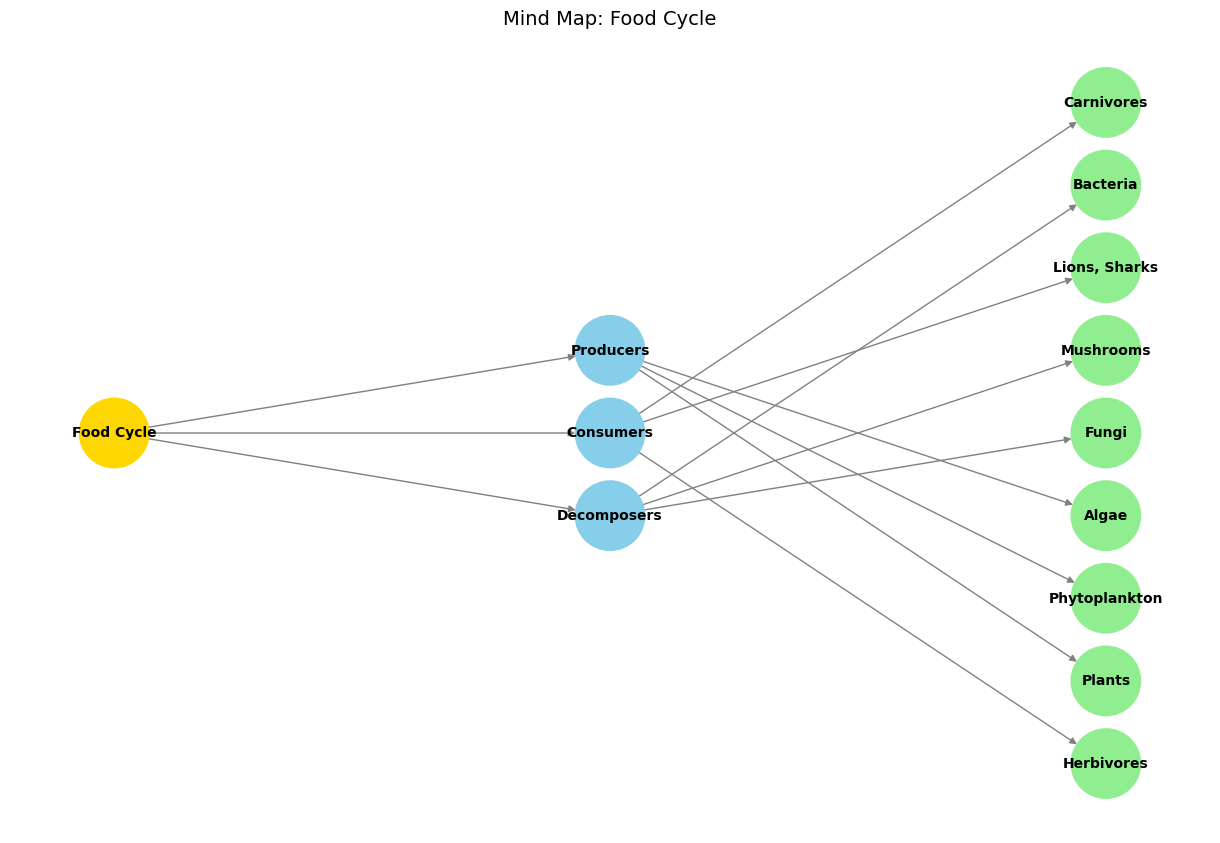 Mind Map: Food Cycle
Food Cycle
Producers
Consumers
Decomposers
Carnivores
Bacteria
Lions, Sharks
Mushrooms
Fungi
Algae
Phytoplankton
Plants
Herbivores